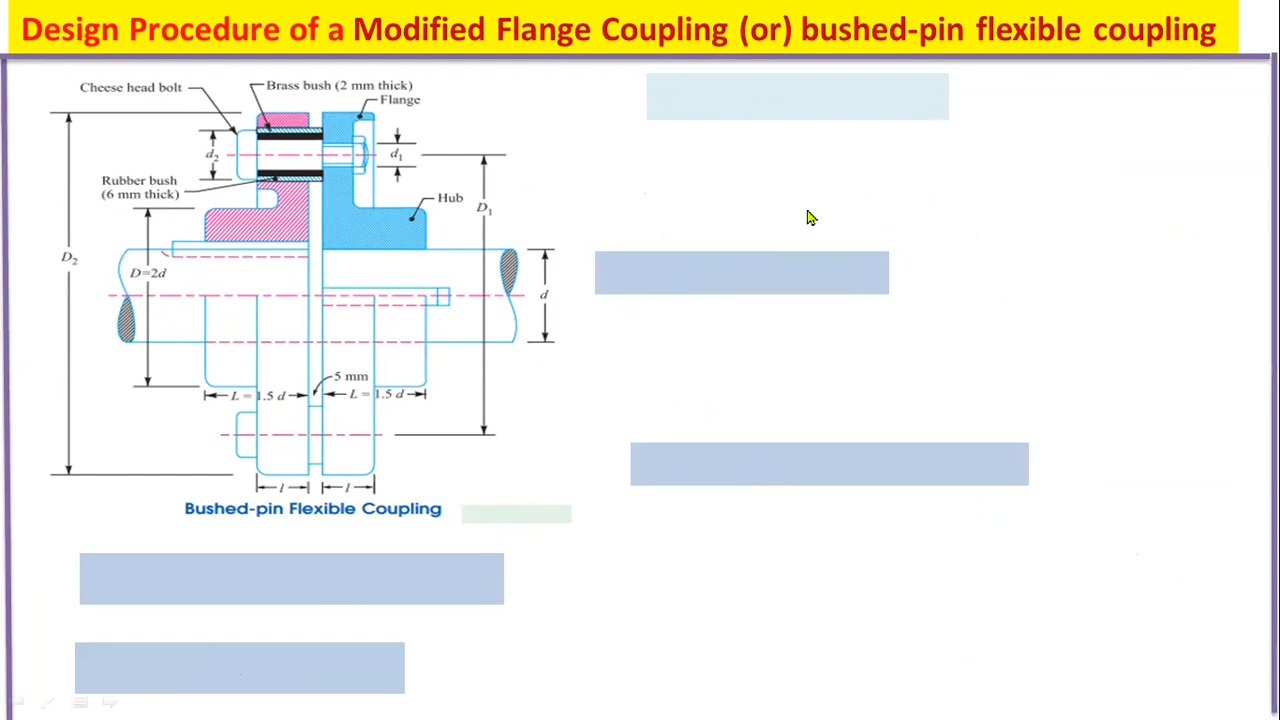 Design Procedure of a Modified Flange Coupling (or) bushed-pin flexible coupling
Cheese head bolt
Brass bush (2 mm thick)
Flange
d2
d1
Rubber bush
(6 mm thick)
Hub
D1
D2
D=2d
d
5 mm
L = 1.5 d
L = 1.5 d
l
l
Bushed-pin Flexible Coupling